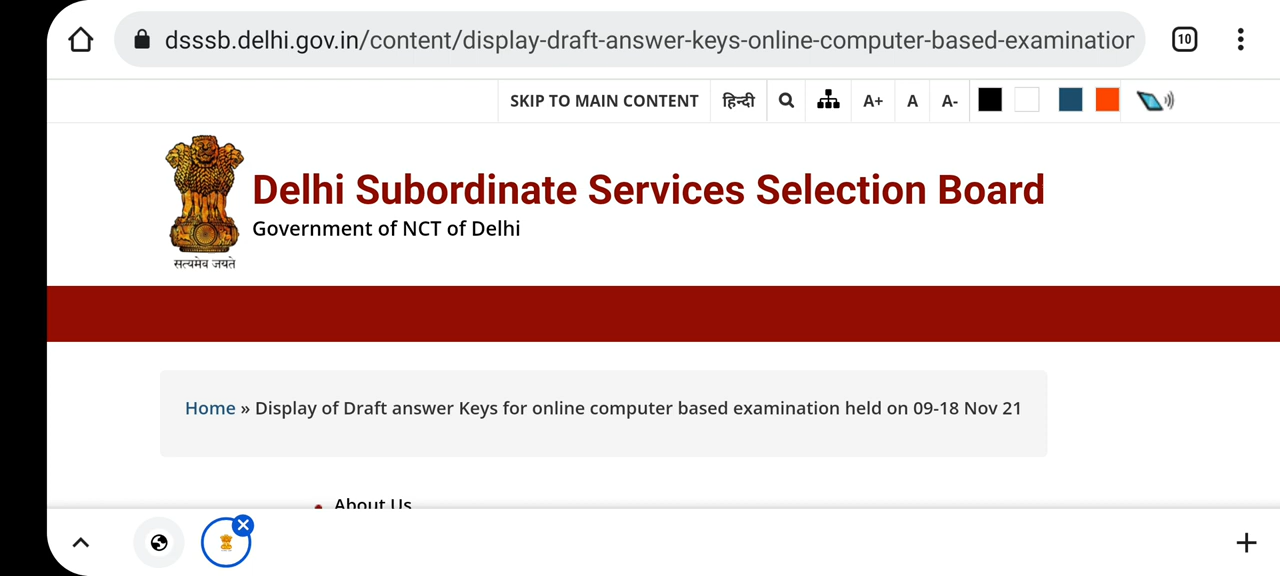 dsssb.delhi.gov.in/content/display-draft-answer-keys-online-computer-based-examination
10
SKIP TO MAIN CONTENT हिन्दी A+ A A-
Delhi Subordinate Services Selection Board
Government of NCT of Delhi
सत्यमेव जयते
Home » Display of Draft answer Keys for online computer based examination held on 09-18 Nov 21
About Us